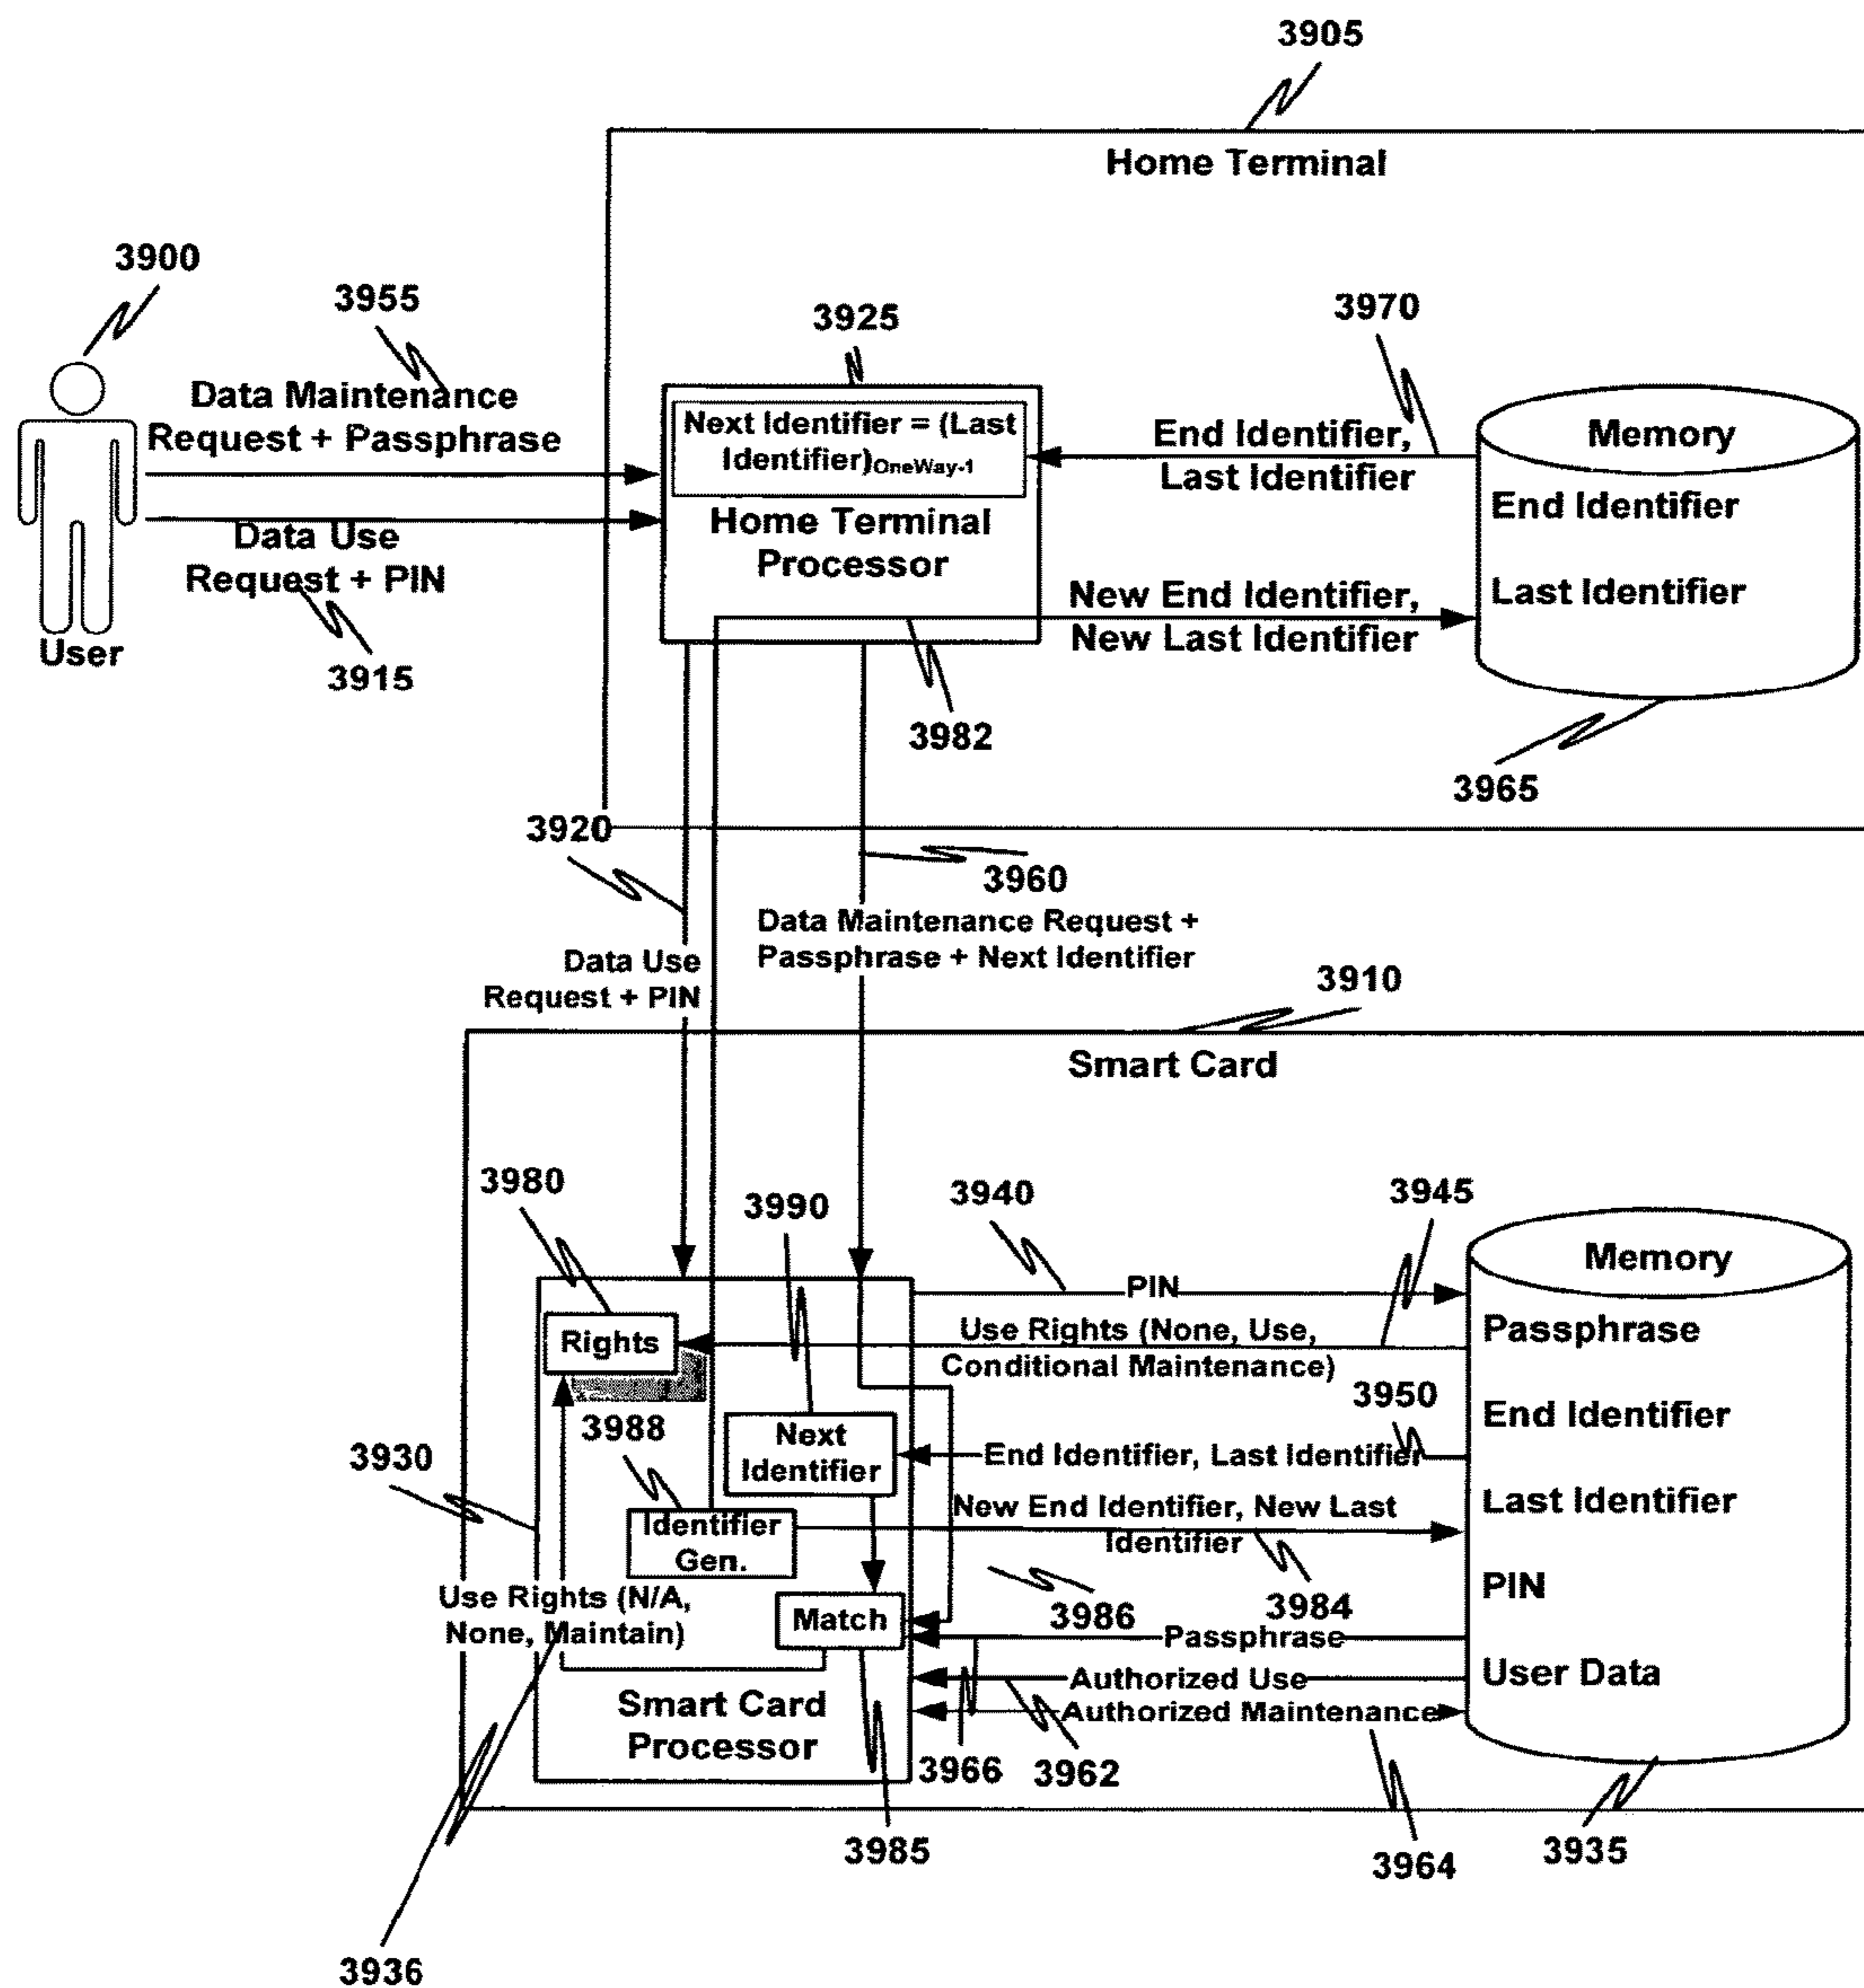 3905
Home Terminal
3900
3955
3925
3970
Data Maintenance
Request + Passphrase
Next Identifier = (Last
Identifier)OneWay-1
End Identifier,
Last Identifier
Memory
End Identifier
Last Identifier
Data Use
Request + PIN
Home Terminal
Processor
New End Identifier,
New Last Identifier
User
3915
3982
3965
3920
3960
Data Maintenance Request +
Passphrase + Next Identifier
Data Use
Request + PIN
3910
Smart Card
3980
3990
3940
3945
PIN
Memory
Rights
Use Rights (None, Use,
Conditional Maintenance)
Passphrase
3950
3988
Next
Identifier
End Identifier, Last Identifier
End Identifier
3930
Identifier
Gen.
New End Identifier, New Last
Identifier
Last Identifier
Use Rights (N/A,
None, Maintain)
Match
3986
3984
PIN
Passphrase
Authorized Use
User Data
Authorized Maintenance
Smart Card
Processor
3966
3962
3985
3964
3935
3936